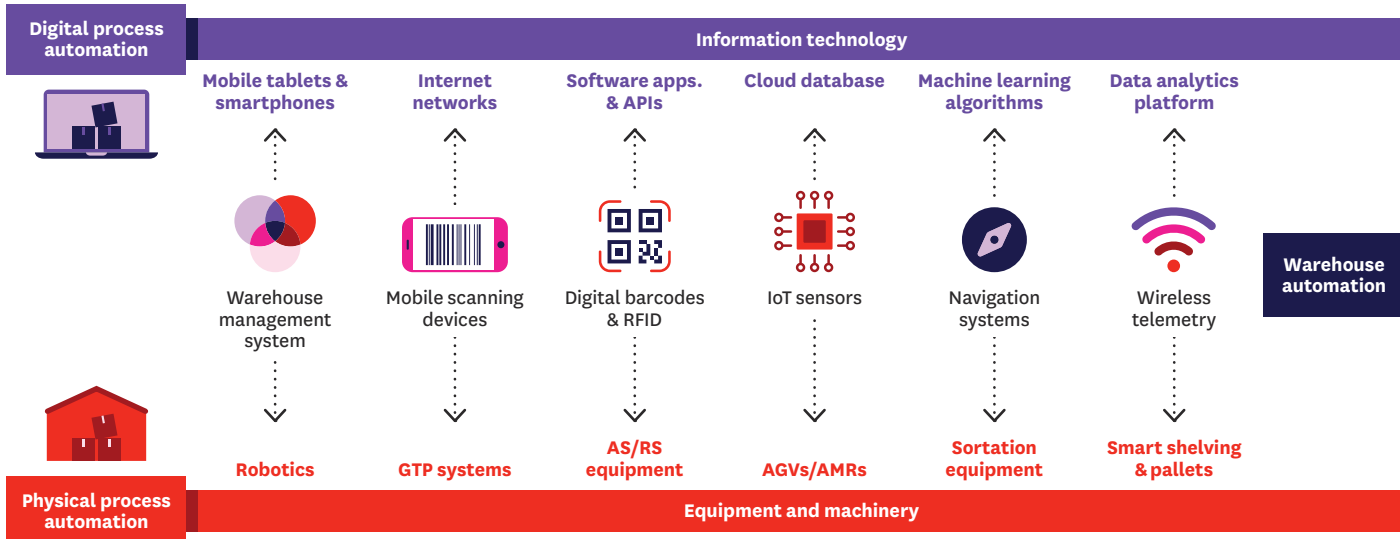 Digital process
automation
Information technology
Mobile tablets &
smartphones
Internet
networks
Software apps.
& APIs
Cloud database
Machine learning
algorithms
Data analytics
platform
Warehouse
management
system
Mobile scanning
devices
Digital barcodes
& RFID
IoT sensors
Navigation
systems
Wireless
telemetry
Warehouse
automation
Robotics
GTP systems
AS/RS
equipment
AGVs/AMRs
Sortation
equipment
Smart shelving
& pallets
Physical process
automation
Equipment and machinery